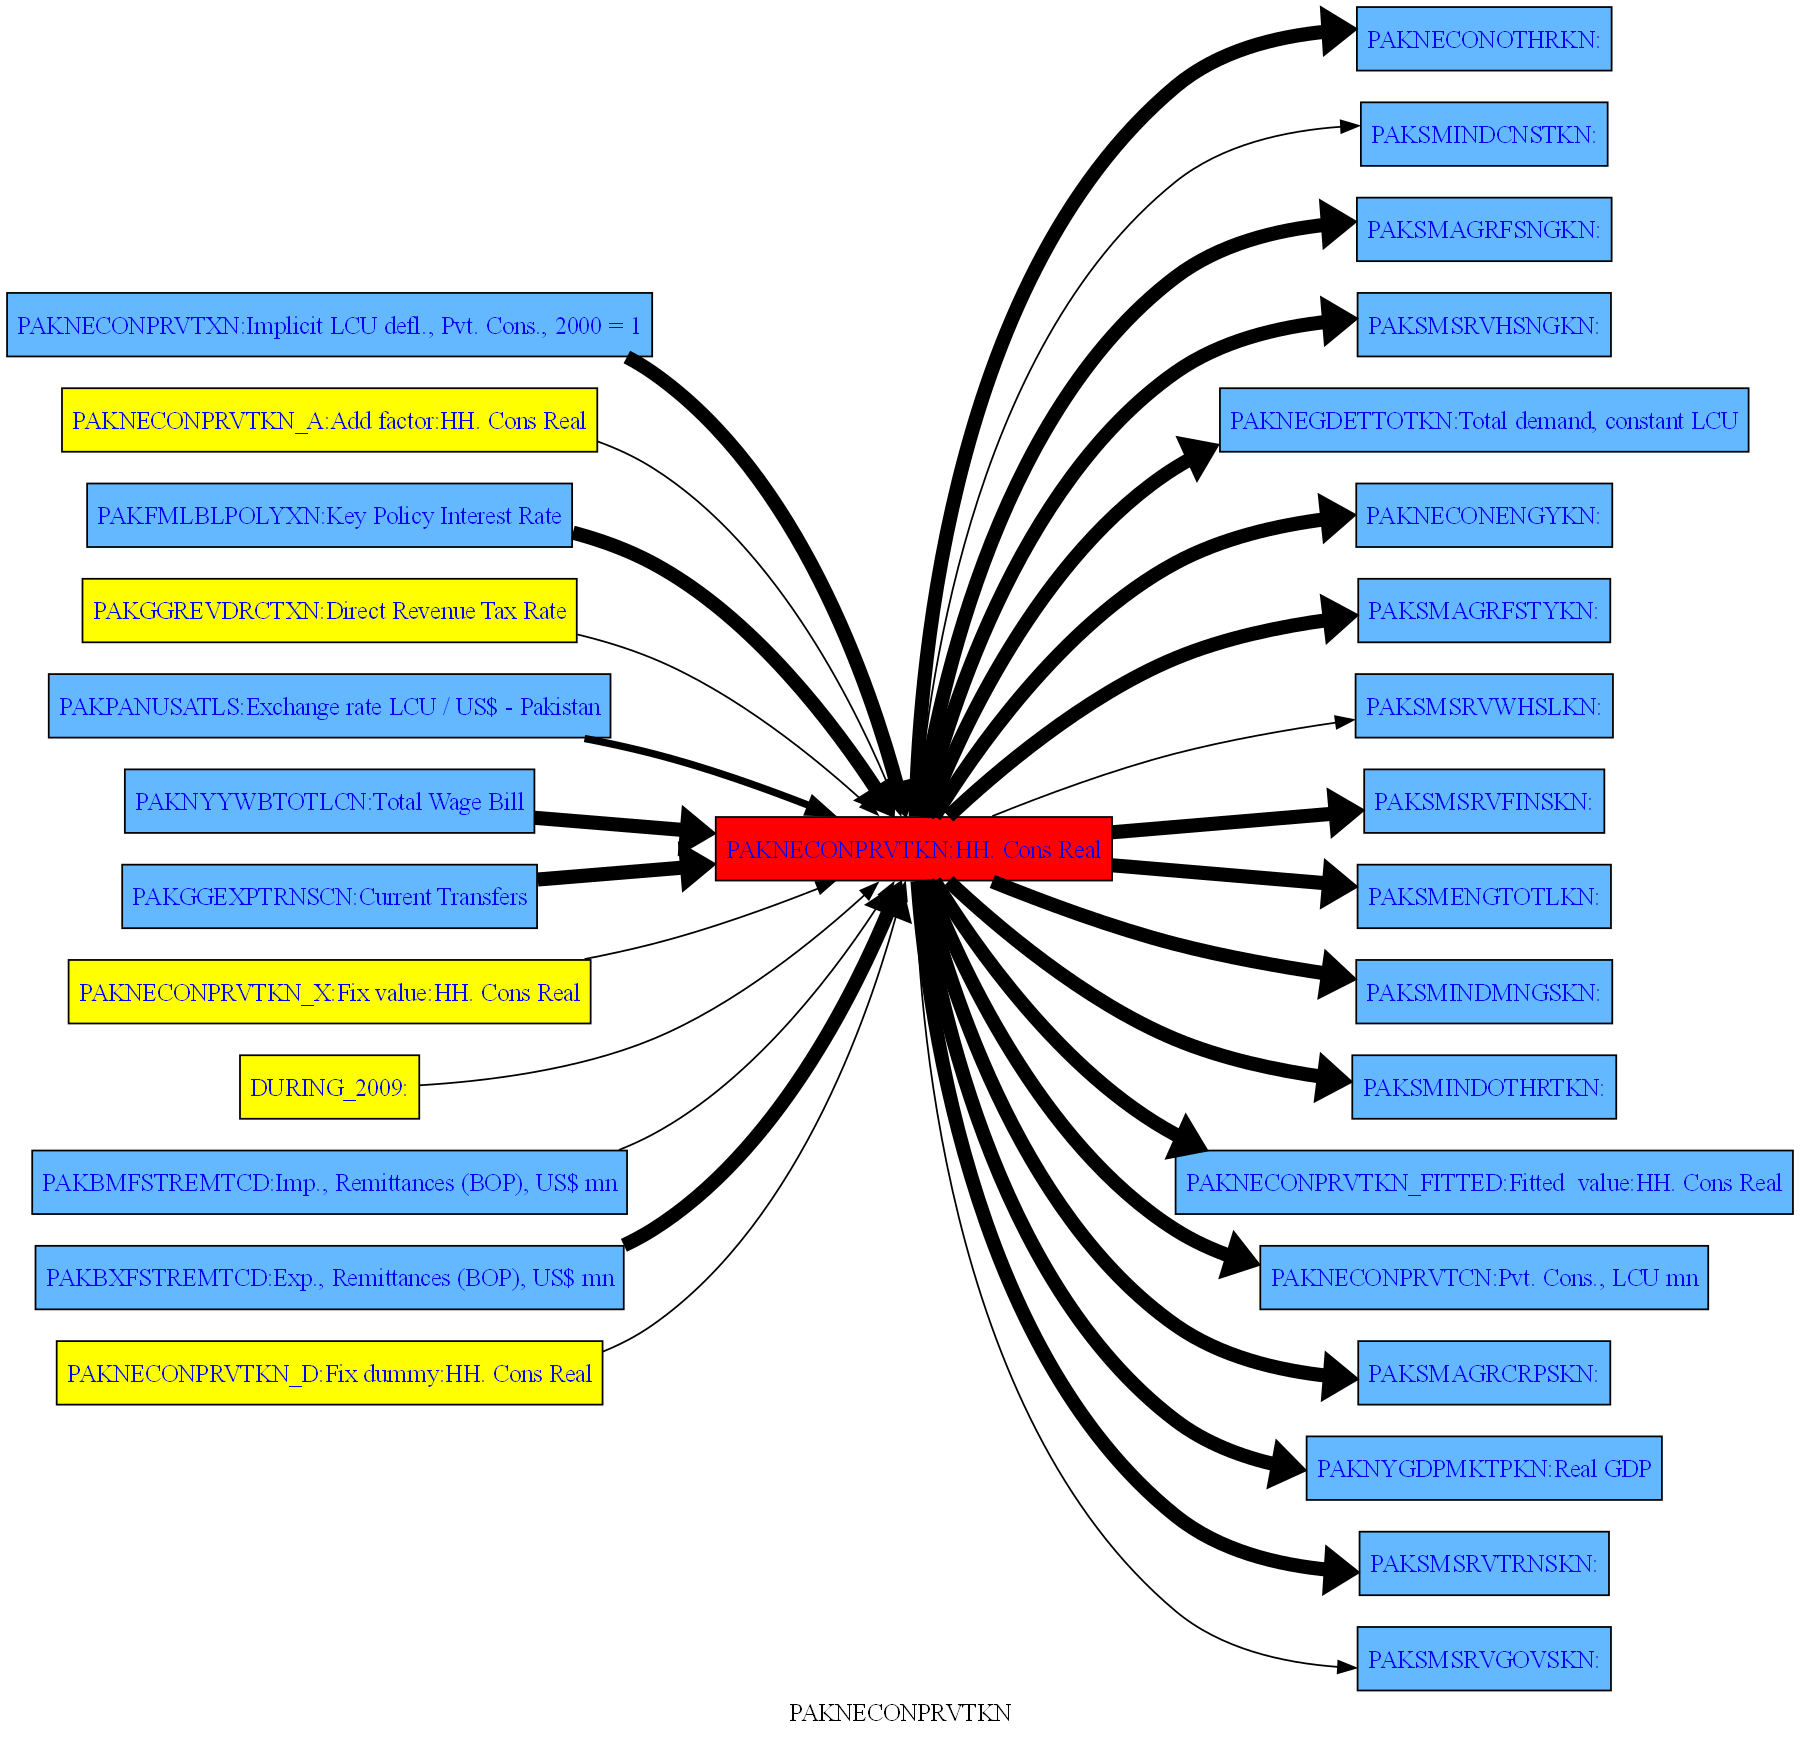 PAKNECONPRVTXN:Implicit LCU defl., Pvt. Cons., 2000 = 1
PAKNECONPRVTKN_A:Add factor:HH. Cons Real
PAKFMLBLPOLYXN:Key Policy Interest Rate
PAKGGREVDRCTXN:Direct Revenue Tax Rate
PAKPANUSATLS:Exchange rate LCU / US$ - Pakistan
PAKNYYWBTOTLCN:Total Wage Bill
PAKGGEXPTRNSCN:Current Transfers
PAKNECONPRVTKN_X:Fix value:HH. Cons Real
DURING_2009:
PAKBMFSTREMTCD:Imp., Remittances (BOP), US$ mn
PAKBXFSTREMTCD:Exp., Remittances (BOP), US$ mn
PAKNECONPRVTKN_D:Fix dummy:HH. Cons Real
PAKNECONPRVTKN:HH. Cons Real
PAKNECONOTHRKN:
PAKSMINDCNSTKN:
PAKSMAGRFSNGKN:
PAKSMSRVHSNGKN:
PAKNEGDETTOTKN:Total demand, constant LCU
PAKNECONENGYKN:
PAKSMAGRFSTYKN:
PAKSMSRVWHSLKN:
PAKSMSRVFINSKN:
PAKSMENGTOTLKN:
PAKSMINDMNGSKN:
PAKSMINDOTHRTKN:
PAKNECONPRVTKN_FITTED:Fitted  value:HH. Cons Real
PAKNECONPRVTCN:Pvt. Cons., LCU mn
PAKSMAGRCRPSKN:
PAKNYGDPMKTPKN:Real GDP
PAKSMSRVTRNSKN:
PAKSMSRVGOVSKN:
PAKNECONPRVTKN